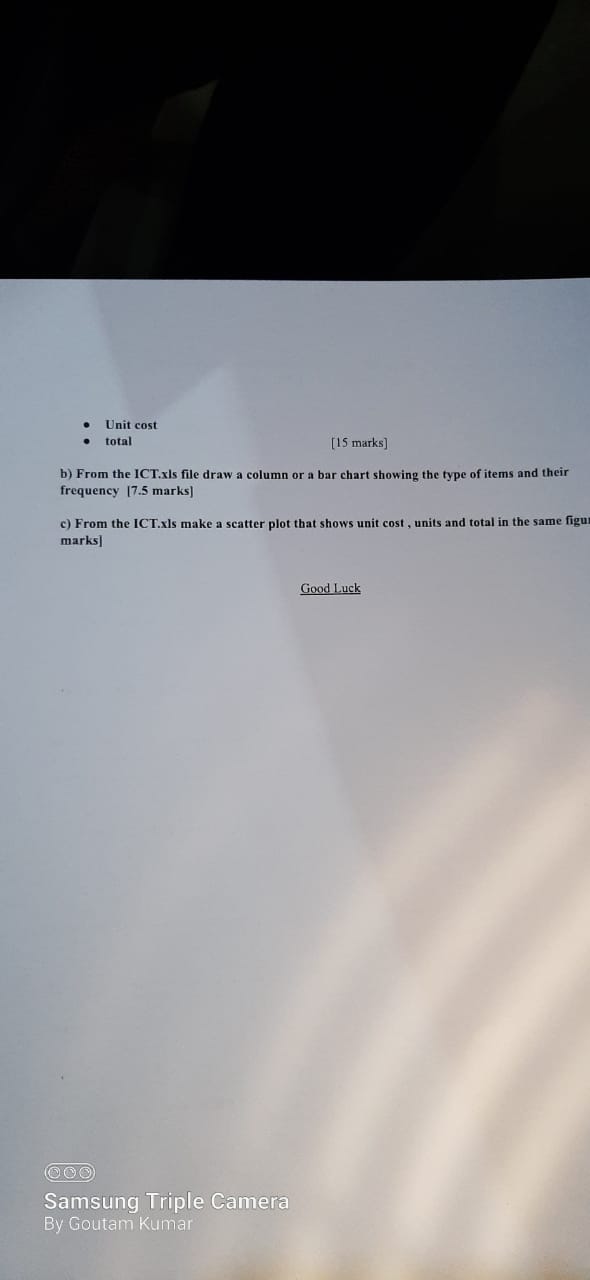 • Unit cost
• total [15 marks]
b) From the ICT.xls file draw a column or a bar chart showing the type of items and their
frequency [7.5 marks]
c) From the ICT.xls make a scatter plot that shows unit cost , units and total in the same figu
marks]
Good Luck
Samsung Triple Camera
By Goutam Kumar